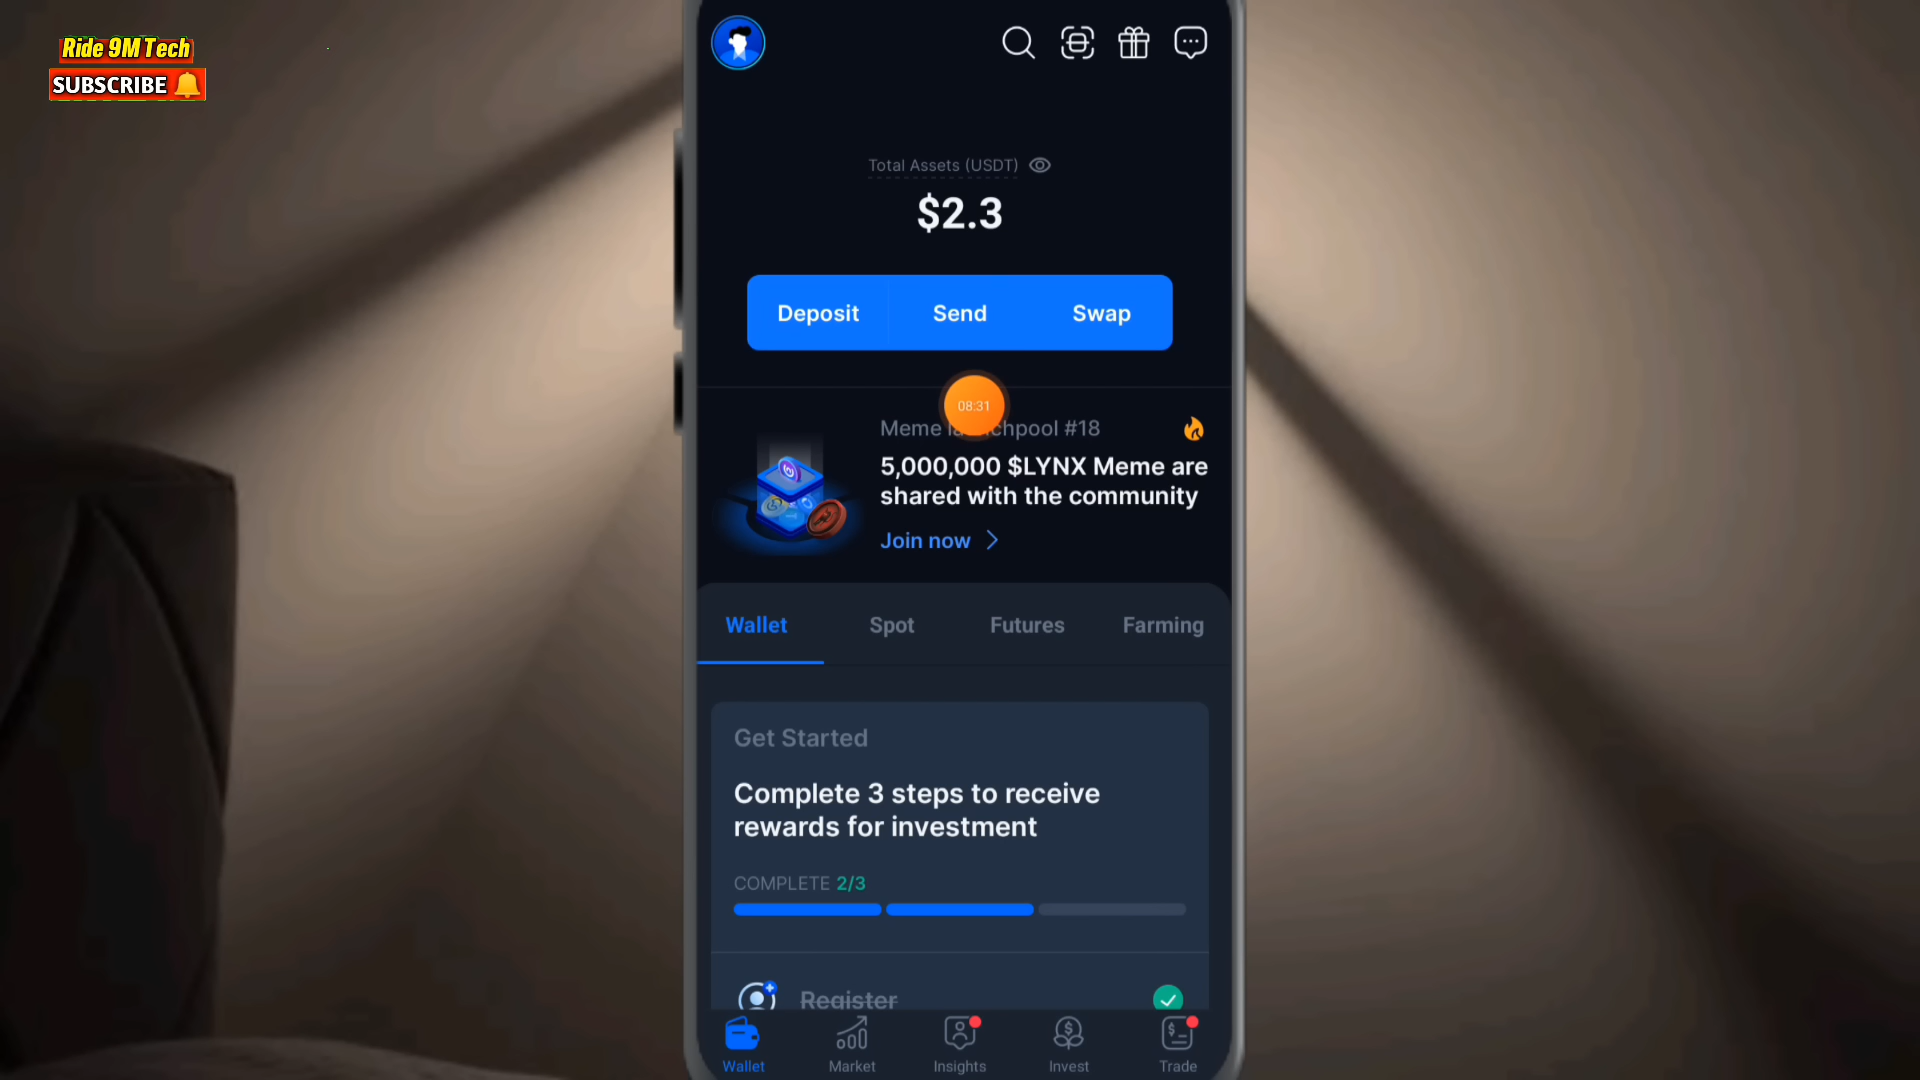 Ride 9M Tech
SUBSCRIBE
Total Assets (USDT)
$2.3
Deposit Send Swap
08:31
Meme launchpool #18
5,000,000 $LYNX Meme are
shared with the community
Join now
Wallet Spot Futures Farming
Get Started
Complete 3 steps to receive
rewards for investment
COMPLETE 2/3
Register
Wallet Market Insights Invest Trade